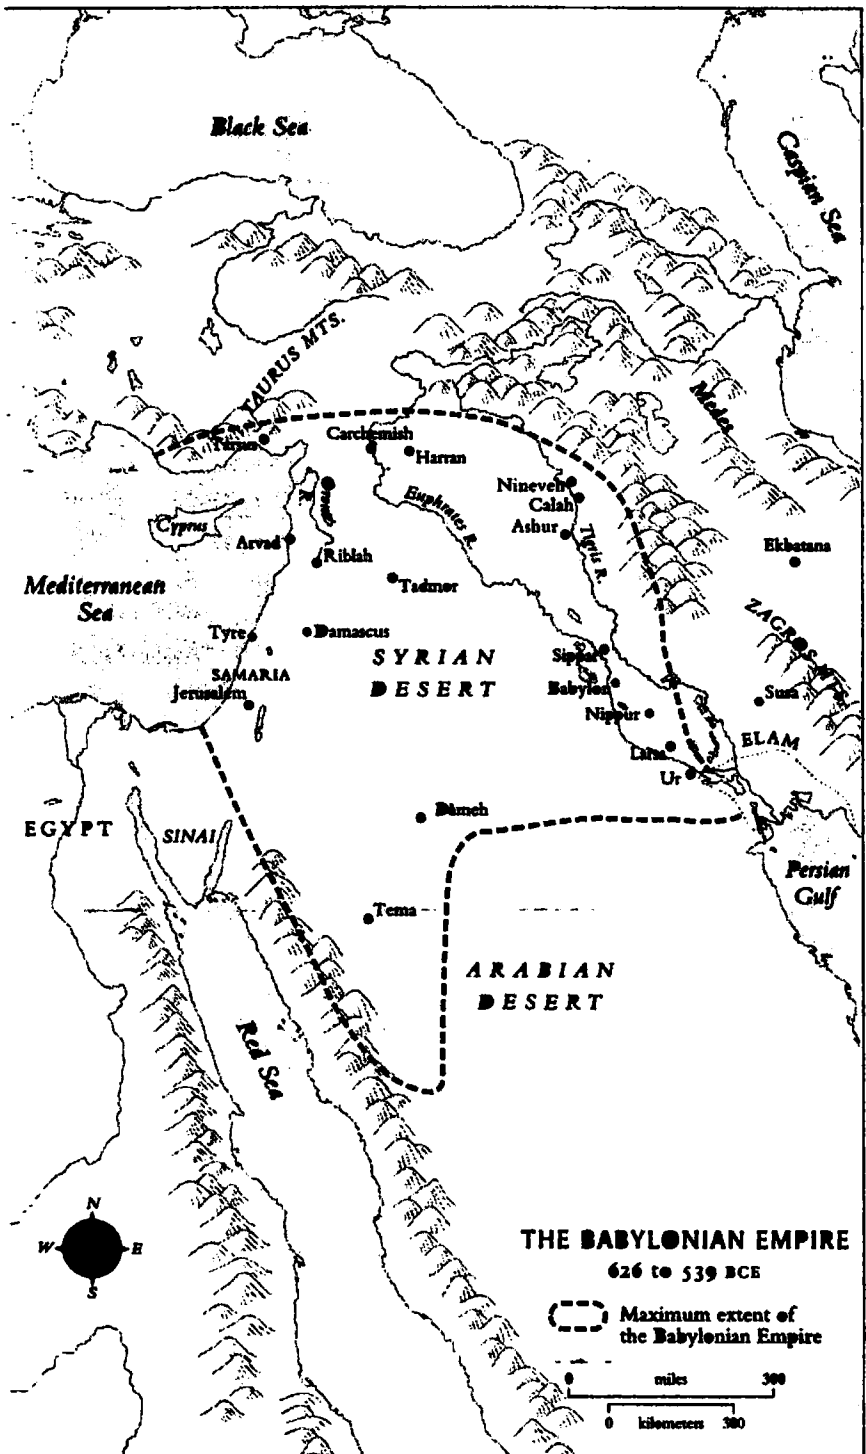 Black Sea
Caspian Sea
TAURUS MTS.
Medes
Tarsus
Carchemish
Harran
Nineveh
Calah
Ashur
Orontes
R.
Euphrates R.
Tigris R.
Cyprus
Arvad
Riblah
Tadmor
Ekbatana
Mediterranean
Sea
Tyre
Damascus
SYRIAN
DESERT
ZAGROS MTS.
SAMARIA
Jerusalem
Sippar
Babylon
Nippur
Susa
Larsa
ELAM
Ur
EGYPT
SINAI
Dumeh
Persian
Gulf
Tema
ARABIAN
DESERT
Red Sea
N
W
E
S
THE BABYLONIAN EMPIRE
626 to 539 BCE
Maximum extent of
the Babylonian Empire
0 miles 300
0 kilometers 300